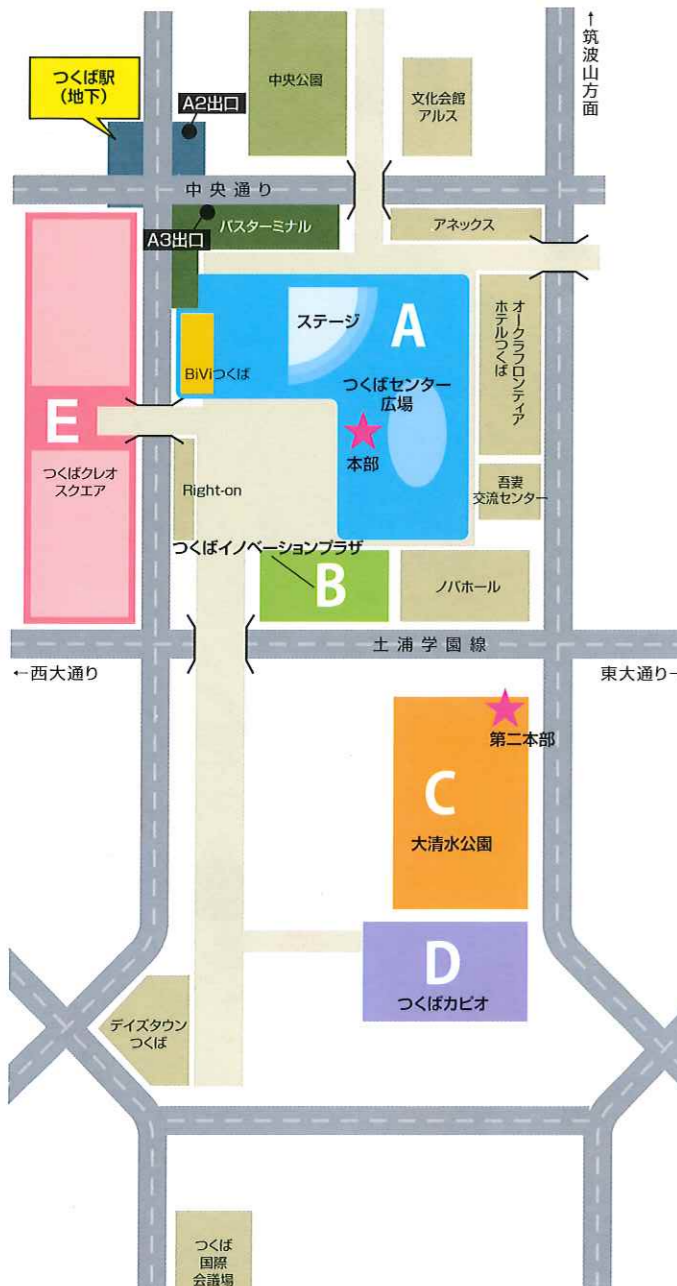 ↑筑波山方面
つくば駅
(地下)
A2出口
中央公園
文化会館
アルス
中央通り
A3出口
バスターミナル
アネックス
ステージ
A
オークラフロンティア
ホテルつくば
BiViつくば
つくばセンター
広場
本部
E
つくばクレオ
スクエア
Right-on
吾妻
交流センター
つくばイノベーションプラザ
B
ノバホール
土浦学園線
←西大通り
東大通り
第二本部
C
大清水公園
D
つくばカピオ
デイズタウン
つくば
つくば
国際
会議場